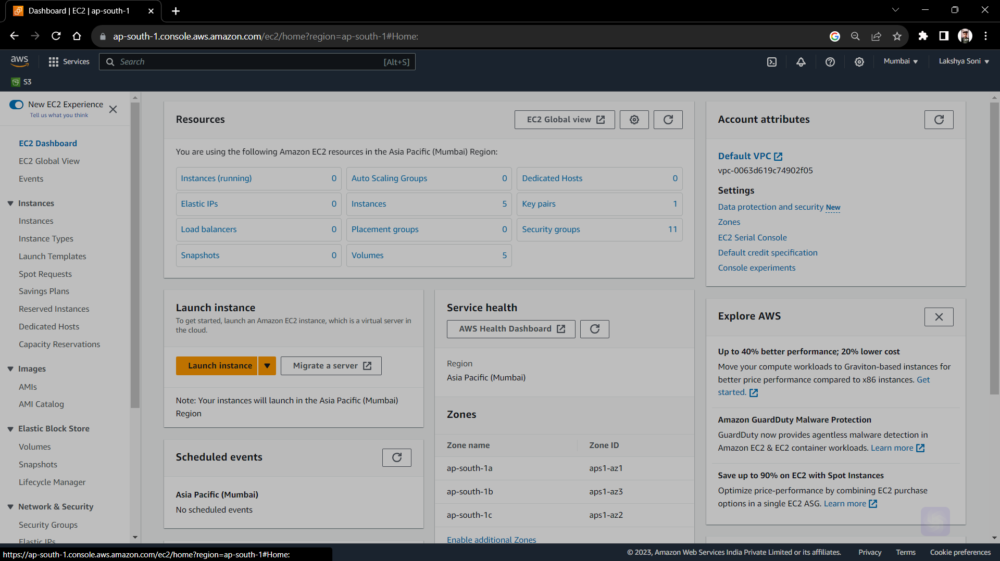 Dashboard | EC2 | ap-south-1
ap-south-1.console.aws.amazon.com/ec2/home?region=ap-south-1#Home:
aws
Services
Search
[Alt+S]
Mumbai
Lakshya Soni
S3
New EC2 Experience
Tell us what you think
EC2 Dashboard
EC2 Global View
Events
Instances
Instances
Instance Types
Launch Templates
Spot Requests
Savings Plans
Reserved Instances
Dedicated Hosts
Capacity Reservations
Images
AMIs
AMI Catalog
Elastic Block Store
Volumes
Snapshots
Lifecycle Manager
Network & Security
Security Groups
Elastic IPs
Resources
EC2 Global view
You are using the following Amazon EC2 resources in the Asia Pacific (Mumbai) Region:
Instances (running) 0
Auto Scaling Groups 0
Dedicated Hosts 0
Elastic IPs 0
Instances 5
Key pairs 1
Load balancers 0
Placement groups 0
Security groups 11
Snapshots 0
Volumes 5
Launch instance
To get started, launch an Amazon EC2 instance, which is a virtual server in
the cloud.
Launch instance
Migrate a server
Note: Your instances will launch in the Asia Pacific (Mumbai)
Region
Scheduled events
Asia Pacific (Mumbai)
No scheduled events
Service health
AWS Health Dashboard
Region
Asia Pacific (Mumbai)
Zones
Zone name Zone ID
ap-south-1a aps1-az1
ap-south-1b aps1-az3
ap-south-1c aps1-az2
Enable additional Zones
Account attributes
Default VPC
vpc-0063d619c74902f05
Settings
Data protection and security New
Zones
EC2 Serial Console
Default credit specification
Console experiments
Explore AWS
Up to 40% better performance; 20% lower cost
Move your compute workloads to Graviton-based instances for
better price performance compared to x86 instances. Get
started.
Amazon GuardDuty Malware Protection
GuardDuty now provides agentless malware detection in
Amazon EC2 & EC2 container workloads. Learn more
Save up to 90% on EC2 with Spot Instances
Optimize price-performance by combining EC2 purchase
options in a single EC2 ASG. Learn more
https://ap-south-1.console.aws.amazon.com/ec2/home?region=ap-south-1#Home:
© 2023, Amazon Web Services India Private Limited or its affiliates.
Privacy
Terms
Cookie preferences